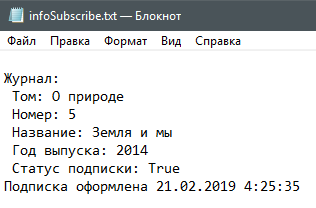 infoSubscribe.txt — Блокнот
Файл Правка Формат Вид Справка
Журнал:
Том: О природе
Номер: 5
Название: Земля и мы
Год выпуска: 2014
Статус подписки: True
Подписка оформлена 21.02.2019 4:25:35